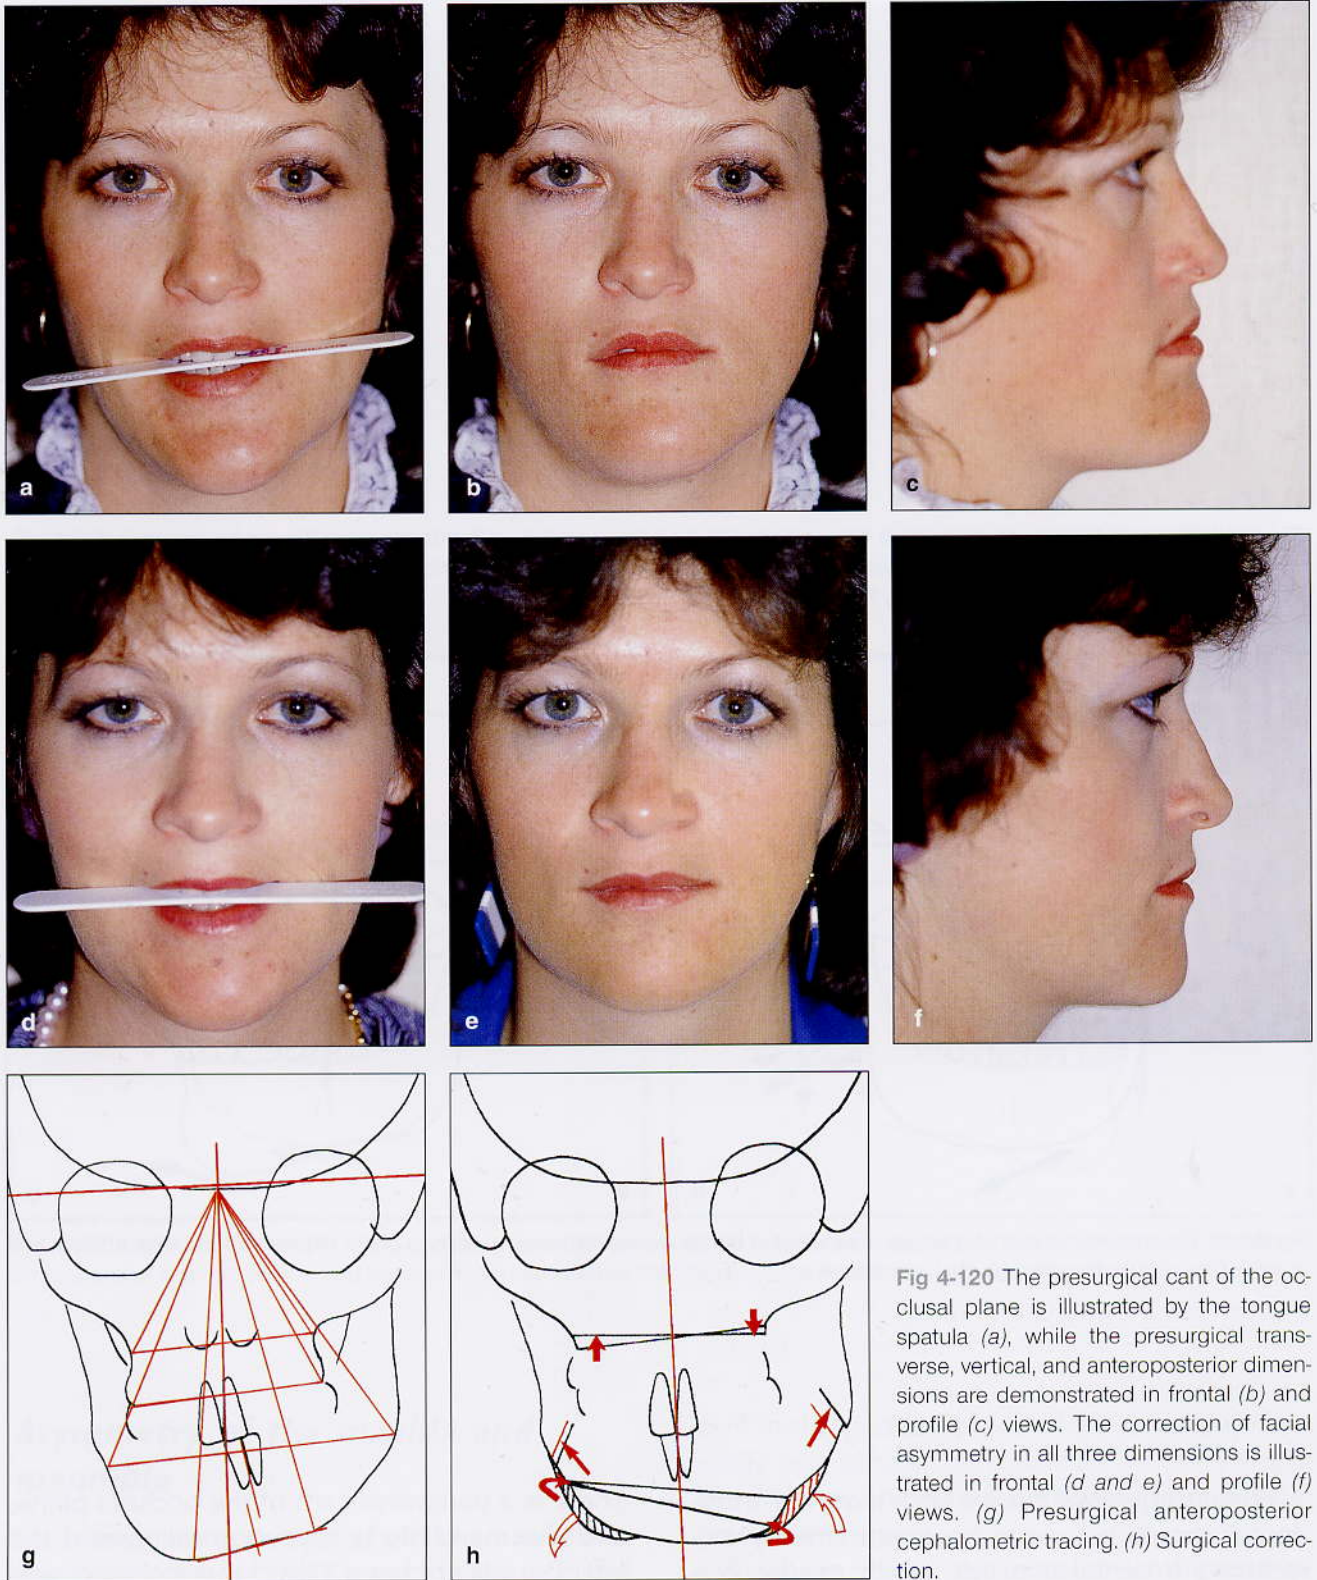 a
b
c
d
e
f
g
h
Fig 4-120 The presurgical cant of the oc-
clusal plane is illustrated by the tongue
spatula (a), while the presurgical trans-
verse, vertical, and anteroposterior dimen-
sions are demonstrated in frontal (b) and
profile (c) views. The correction of facial
asymmetry in all three dimensions is illus-
trated in frontal (d and e) and profile (f)
views. (g) Presurgical anteroposterior
cephalometric tracing. (h) Surgical correc-
tion.